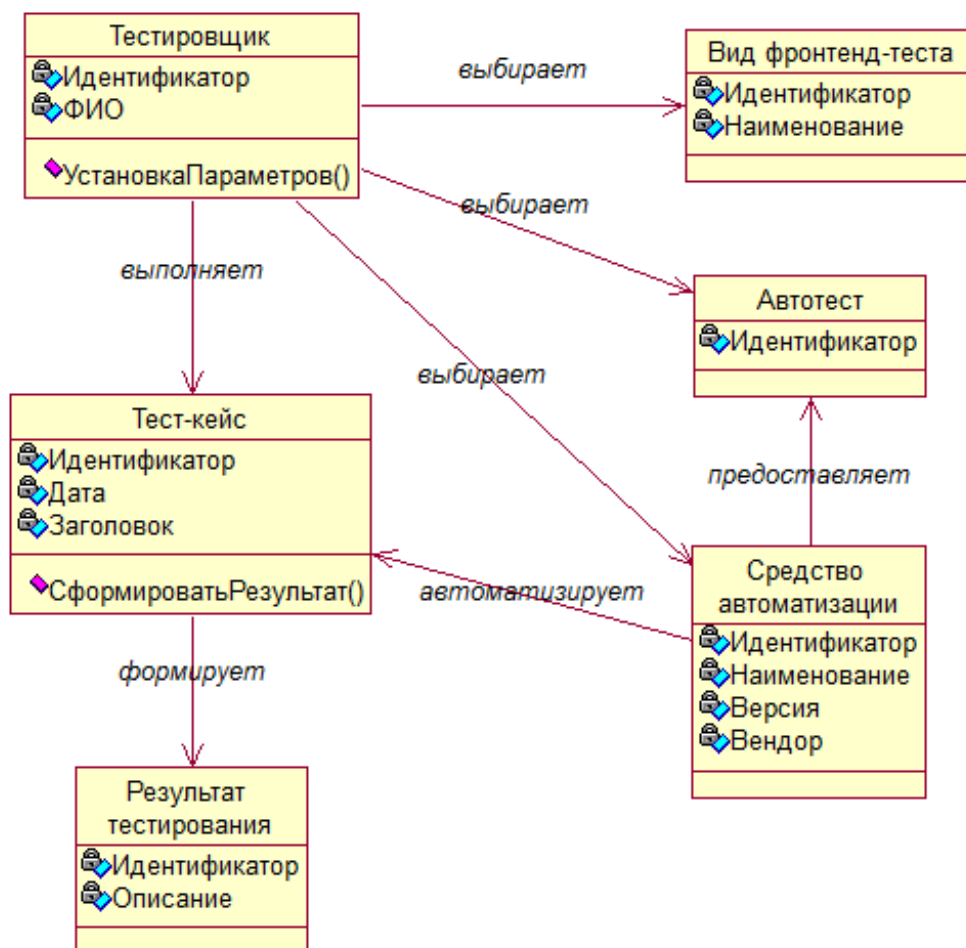 Тестировщик
Идентификатор
ФИО
УстановкаПараметров()
выбирает
Вид фронтенд-теста
Идентификатор
Наименование
выбирает
выполняет
Автотест
Идентификатор
выбирает
Тест-кейс
Идентификатор
Дата
Заголовок
СформироватьРезультат()
предоставляет
автоматизирует
Средство
автоматизации
Идентификатор
Наименование
Версия
Вендор
формирует
Результат
тестирования
Идентификатор
Описание